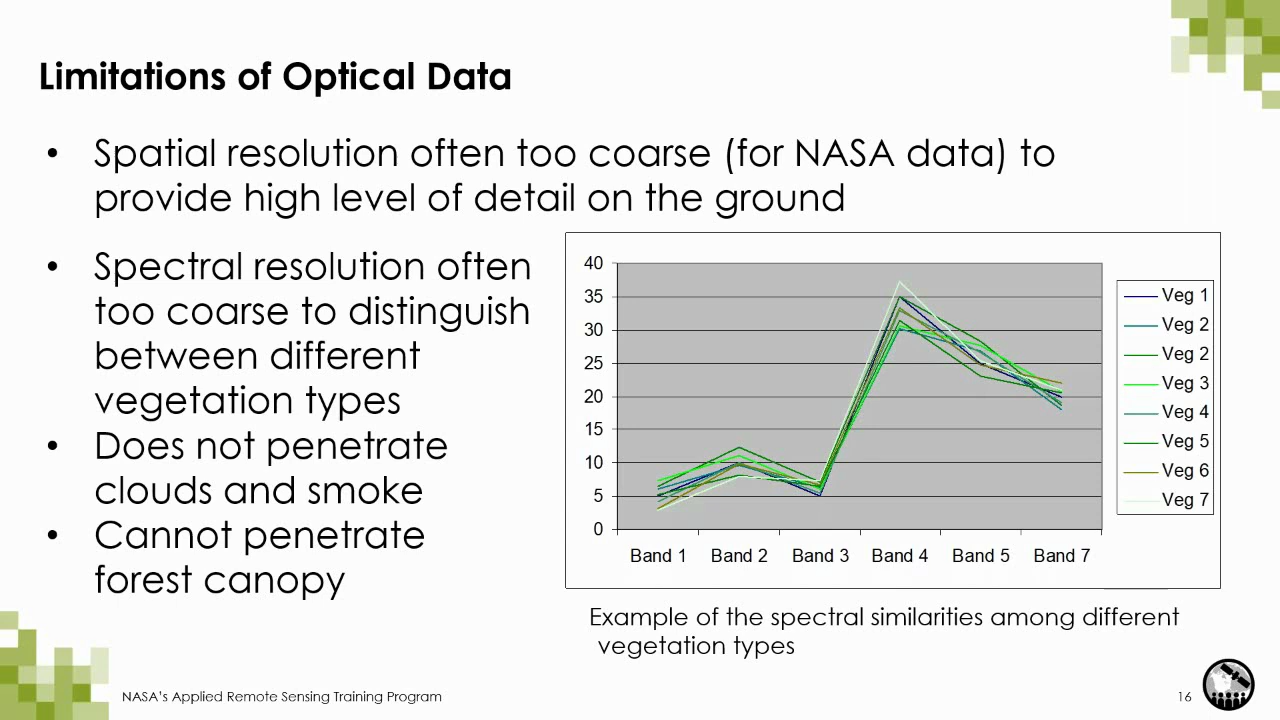 Limitations of Optical Data
• Spatial resolution often too coarse (for NASA data) to
provide high level of detail on the ground
• Spectral resolution often
too coarse to distinguish
between different
vegetation types
• Does not penetrate
clouds and smoke
• Cannot penetrate
forest canopy
40
35
30
25
20
15
10
5
0
Band 1 Band 2 Band 3 Band 4 Band 5 Band 7
Veg 1
Veg 2
Veg 2
Veg 3
Veg 4
Veg 5
Veg 6
Veg 7
Example of the spectral similarities among different
vegetation types
NASA's Applied Remote Sensing Training Program
16